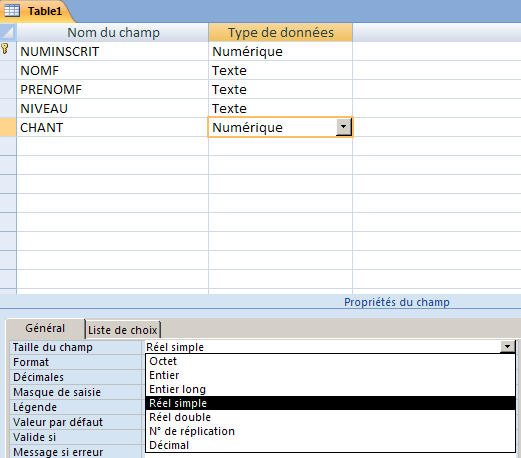 Table1
Nom du champ Type de données
NUMINSCRIT Numérique
NOMF Texte
PRENOMF Texte
NIVEAU Texte
CHANT Numérique
Propriétés du champ
Général Liste de choix
Taille du champ Réel simple
Format Octet
Décimales Entier
Masque de saisie Entier long
Légende Réel simple
Valeur par défaut Réel double
Valide si N° de réplication
Message si erreur Décimal